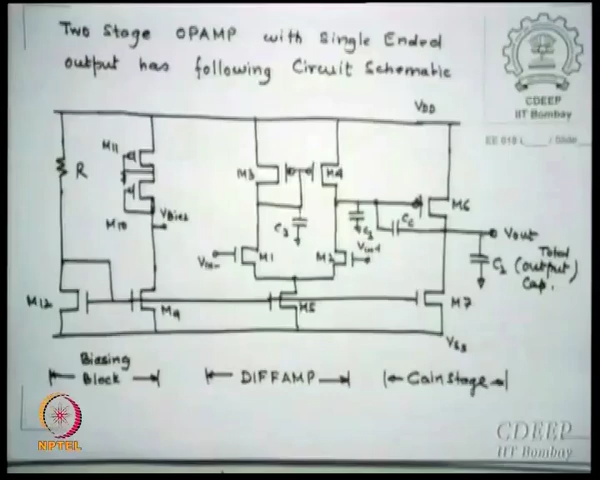 Two Stage OPAMP with Single Ended
output has following Circuit Schematic
CDEEP
IIT Bombay
EE 618 L____ / Slide
VDD
M11
R
M3
M4
M6
M10
VBias
C3
C1
Cc
Vout
Vin-
M1
M2
Vin+
C2
Total
(output)
Cap.
M12
M9
M5
M7
VSS
Biasing
Block
DIFFAMP
Gain Stage
NPTEL
CDEEP
IIT Bombay